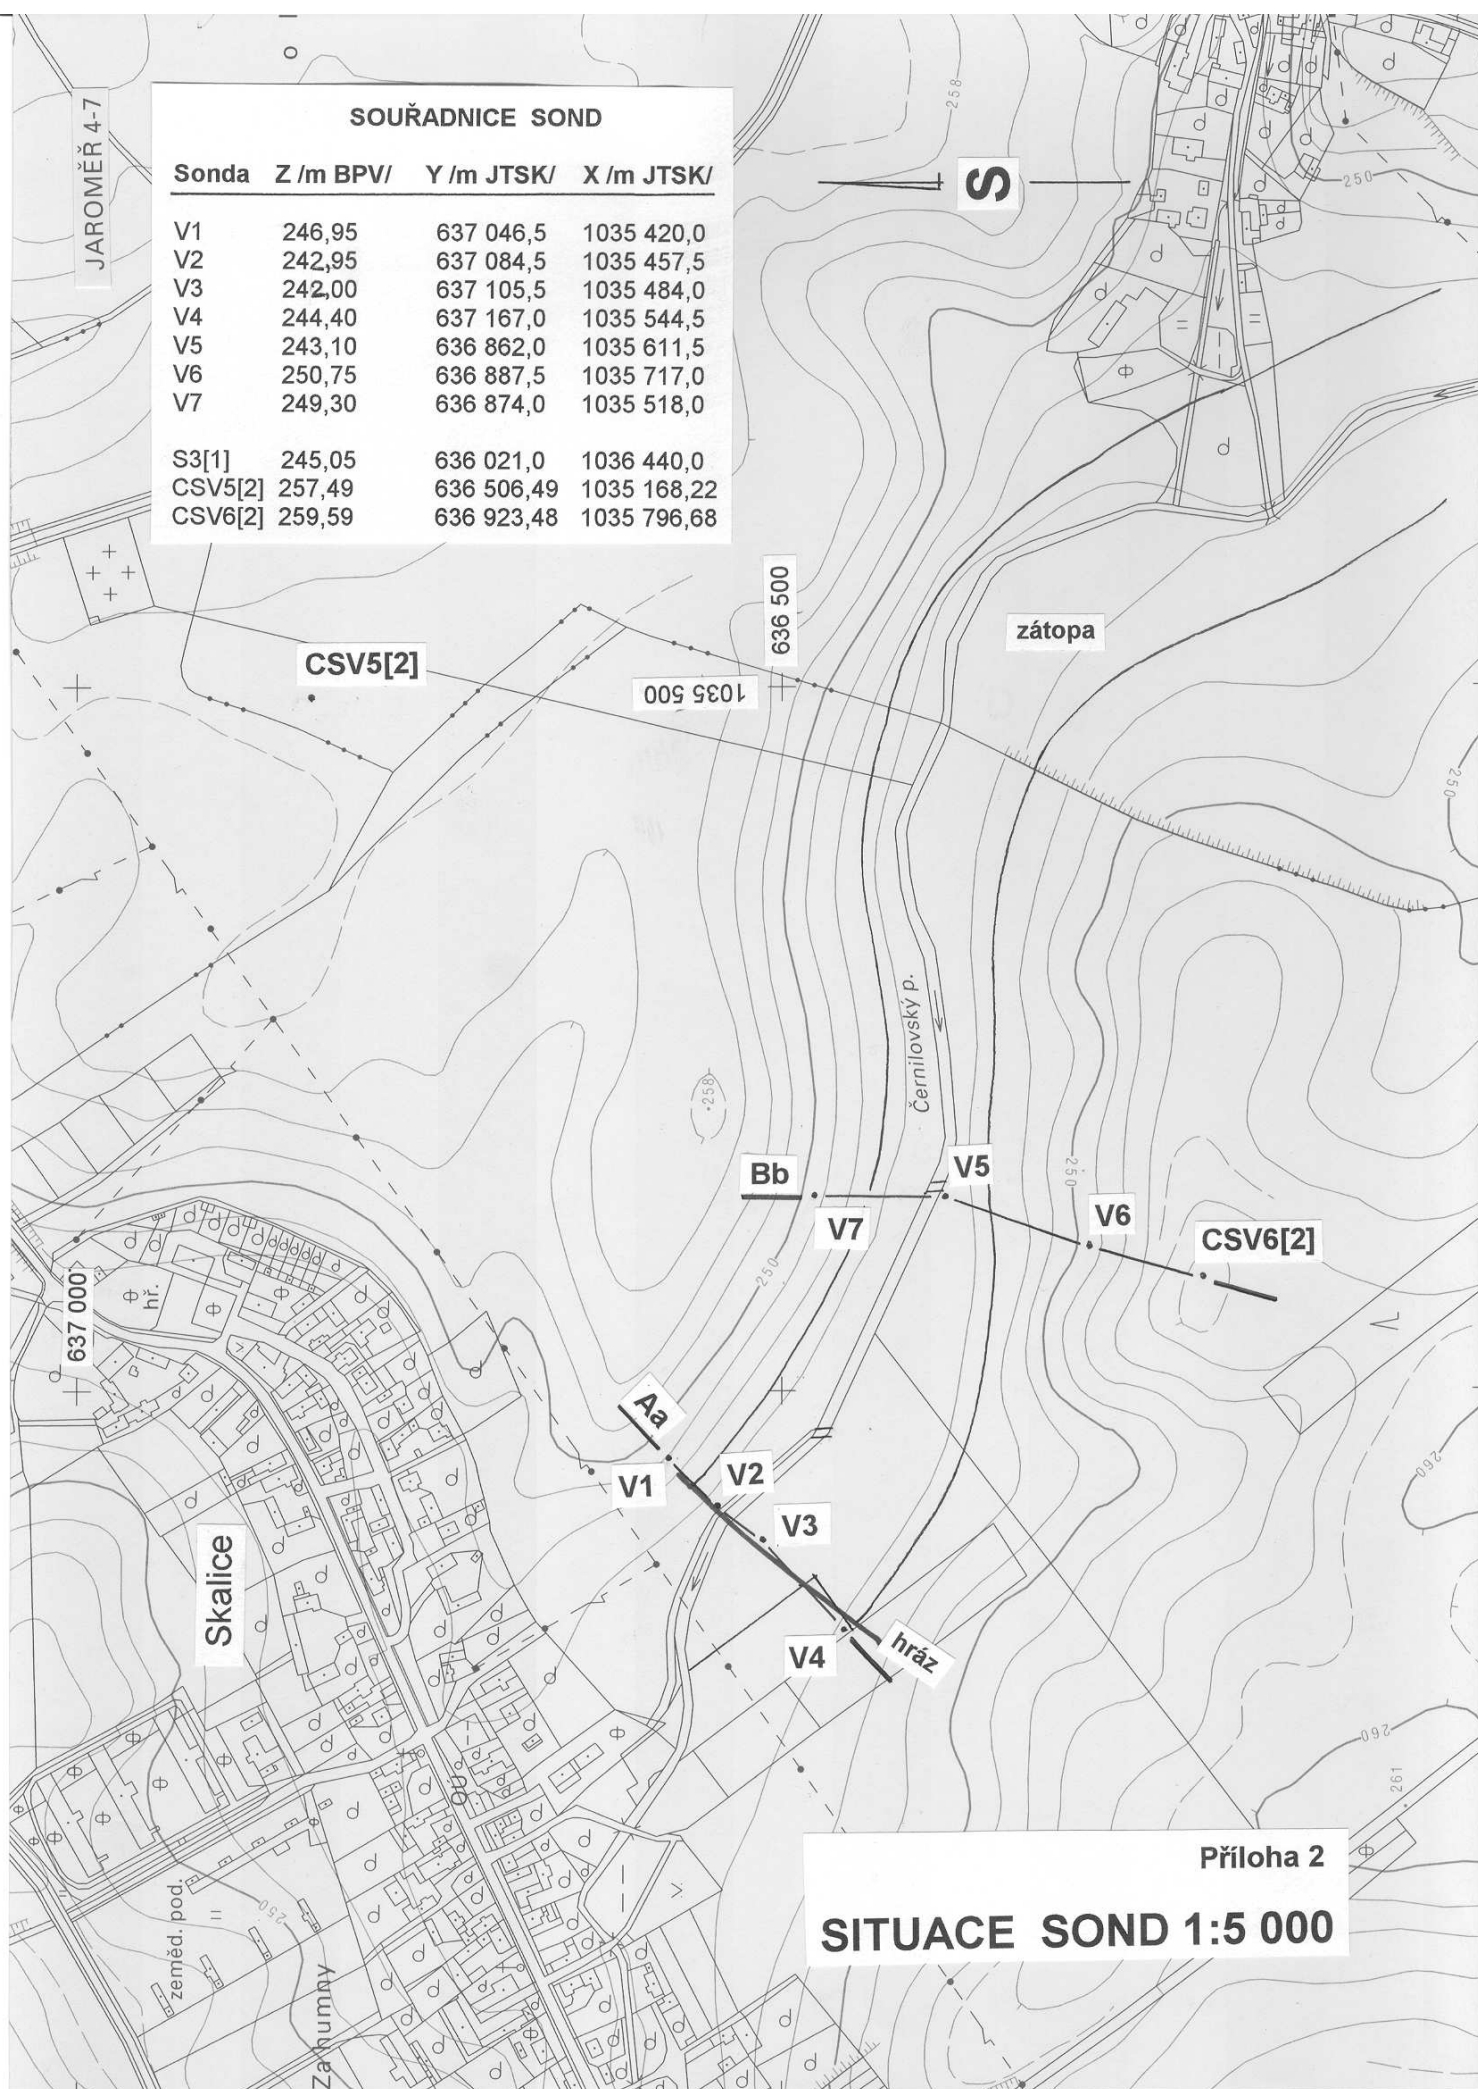 JAROMĚŘ 4-7
SOUŘADNICE SOND
Sonda Z /m BPV/ Y /m JTSK/ X /m JTSK/
V1 246,95 637 046,5 1035 420,0
V2 242,95 637 084,5 1035 457,5
V3 242,00 637 105,5 1035 484,0
V4 244,40 637 167,0 1035 544,5
V5 243,10 636 862,0 1035 611,5
V6 250,75 636 887,5 1035 717,0
V7 249,30 636 874,0 1035 518,0
S3[1] 245,05 636 021,0 1036 440,0
CSV5[2] 257,49 636 506,49 1035 168,22
CSV6[2] 259,59 636 923,48 1035 796,68
258
S
250
636 500
zátopa
CSV5[2]
1035 500
250
Černilovský p.
258
Bb
V5
V7
250
V6
CSV6[2]
250
637 000
hř.
Aa
V1
V2
V3
260
Skalice
V4
hráz
OÚ
260
261
zeměd. pod.
250
Za humny
Příloha 2
SITUACE SOND 1:5 000